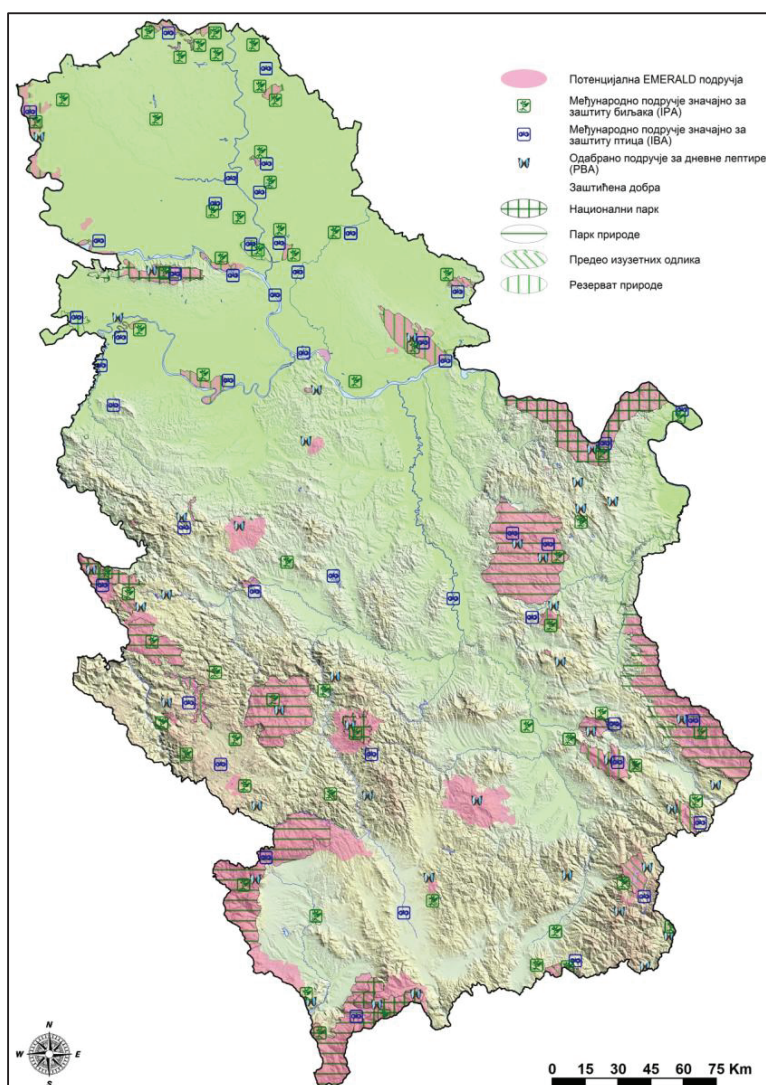 Потенцијална EMERALD подручја
Међународно подручје значајно за
заштиту биљака (IPA)
Међународно подручје значајно за
заштиту птица (IBA)
Одабрано подручје за дневне лептире
(PBA)
Заштићена добра
Национални парк
Парк природе
Предео изузетних одлика
Резерват природе
N
W E
S
0 15 30 45 60 75 Km